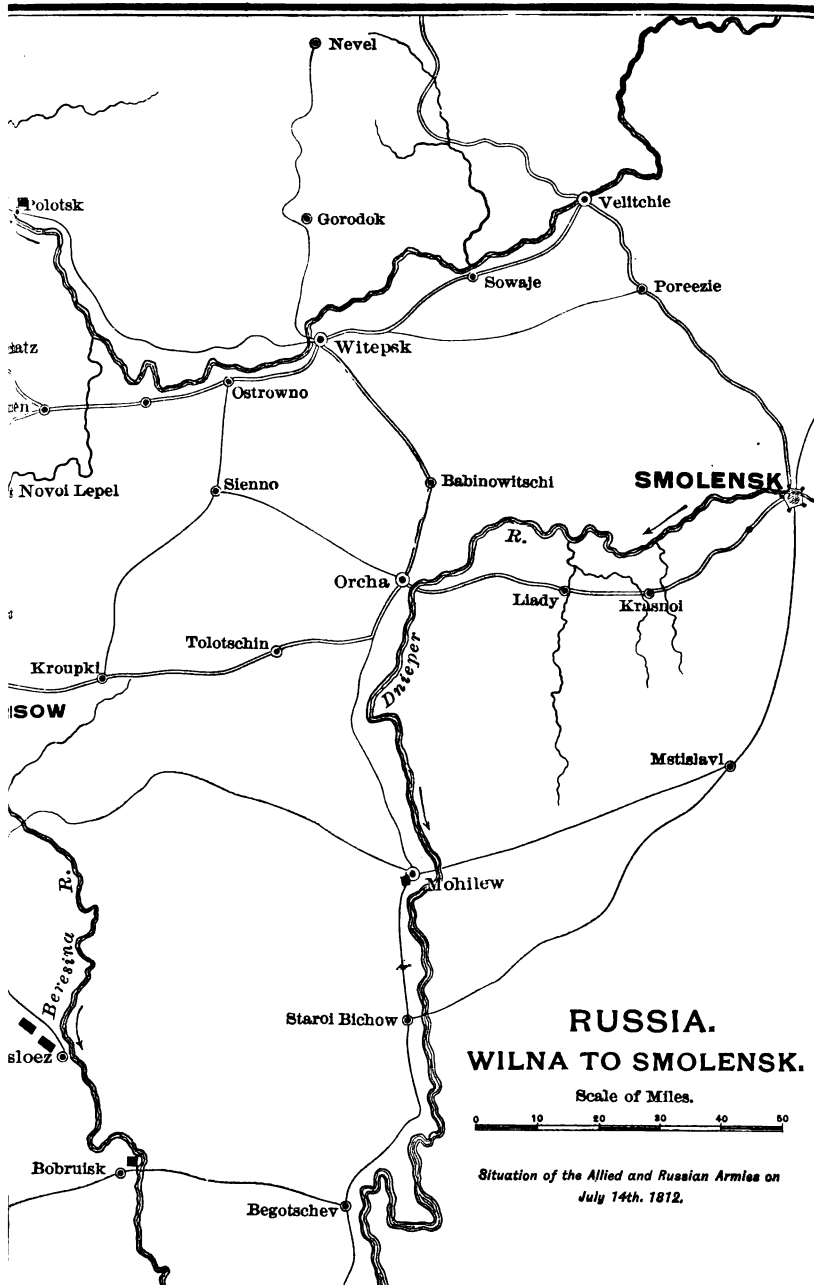 Nevel
Polotsk
Gorodok
Velitchie
Sowaje
Poreezie
Witepsk
Ostrowno
Novoi Lepel
Sienno
Babinowitschi
SMOLENSK
R.
Orcha
Liady
Krasnoi
Tolotschin
Dnieper
Kroupki
ISOW
Mstislavl
R.
Mohilew
Beresina
Staroi Bichow
sloez
RUSSIA.
WILNA TO SMOLENSK.
Scale of Miles.
0 10 20 30 40 50
Bobruisk
Begotschev
Situation of the Allied and Russian Armies on
July 14th. 1812.